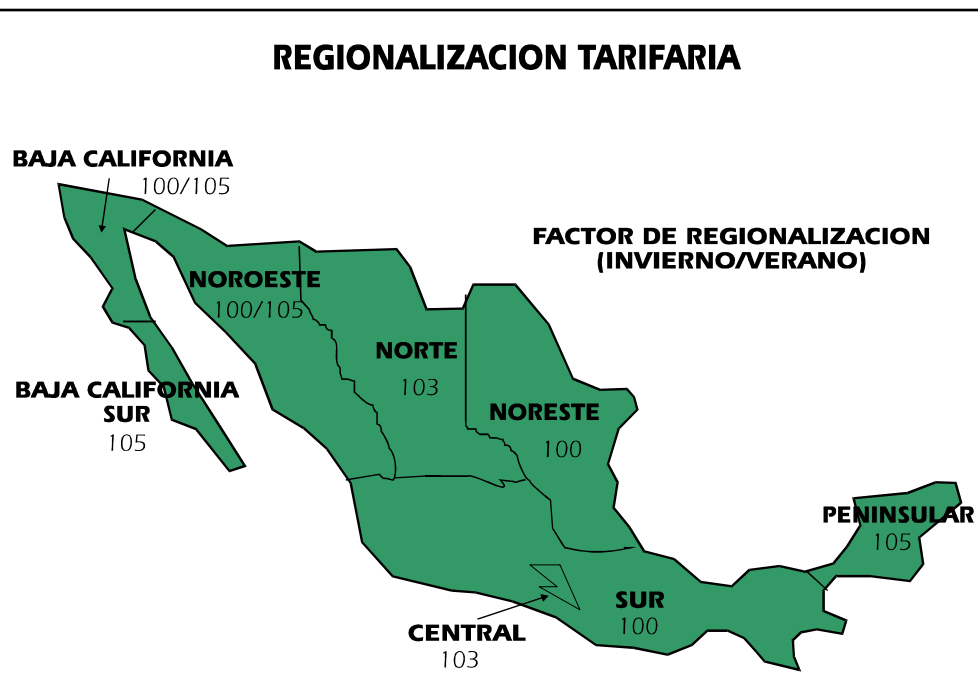 REGIONALIZACION TARIFARIA
BAJA CALIFORNIA
100/105
FACTOR DE REGIONALIZACION
(INVIERNO/VERANO)
NOROESTE
100/105
NORTE
103
BAJA CALIFORNIA
SUR
105
NORESTE
100
PENINSULAR
105
SUR
100
CENTRAL
103